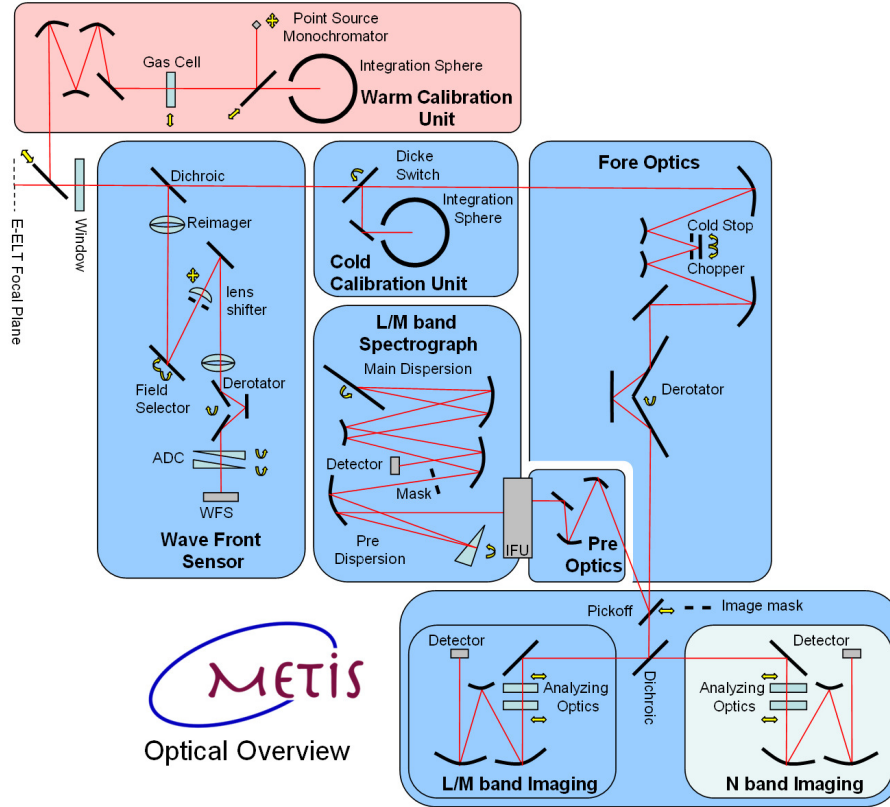 Point Source
Monochromator
Gas Cell
Integration Sphere
Warm Calibration
Unit
E-ELT Focal Plane
Window
Dichroic
Reimager
lens
shifter
Field
Selector
Derotator
ADC
WFS
Wave Front
Sensor
Dicke
Switch
Integration
Sphere
Cold
Calibration Unit
Fore Optics
Cold Stop
Chopper
Derotator
L/M band
Spectrograph
Main Dispersion
Detector
Mask
Pre
Dispersion
IFU
Pre
Optics
Pickoff
Image mask
Detector
Analyzing
Optics
Dichroic
L/M band Imaging
Detector
Analyzing
Optics
N band Imaging
METIS
Optical Overview